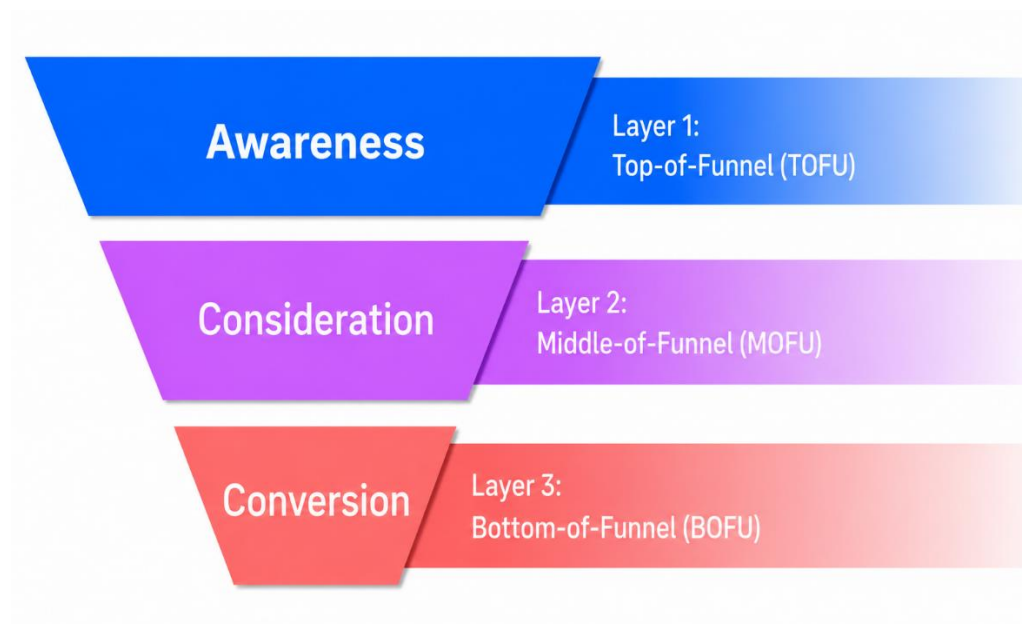 Awareness
Layer 1:
Top-of-Funnel (TOFU)
Consideration
Layer 2:
Middle-of-Funnel (MOFU)
Conversion
Layer 3:
Bottom-of-Funnel (BOFU)